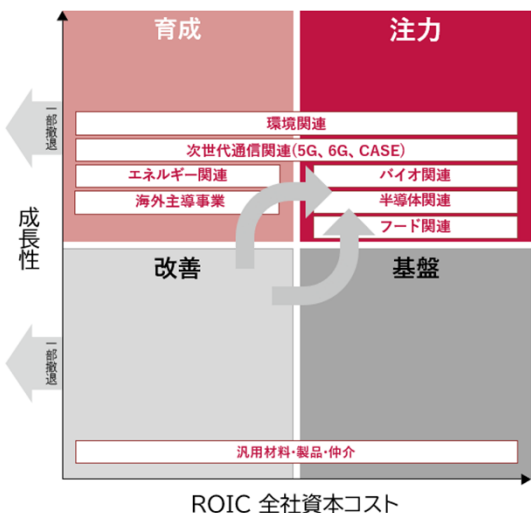 育成
注力
一部撤退
環境関連
次世代通信関連(5G、6G、CASE)
エネルギー関連
バイオ関連
海外主導事業
半導体関連
フード関連
成長性
改善
基盤
一部撤退
汎用材料・製品・仲介
ROIC 全社資本コスト